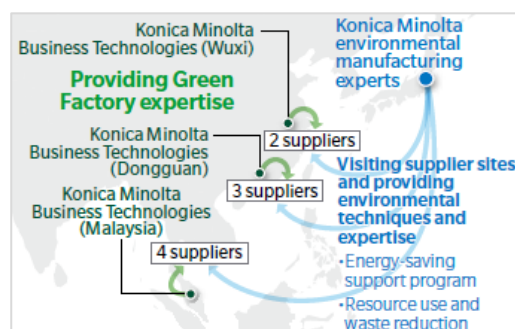 Konica Minolta
Business Technologies (Wuxi)
Providing Green
Factory expertise
Konica Minolta
Business Technologies
(Dongguan)
Konica Minolta
Business Technologies
(Malaysia)
2 suppliers
3 suppliers
4 suppliers
Konica Minolta
environmental
manufacturing
experts
Visiting supplier sites
and providing
environmental
techniques and
expertise
・Energy-saving
support program
・Resource use and
waste reduction